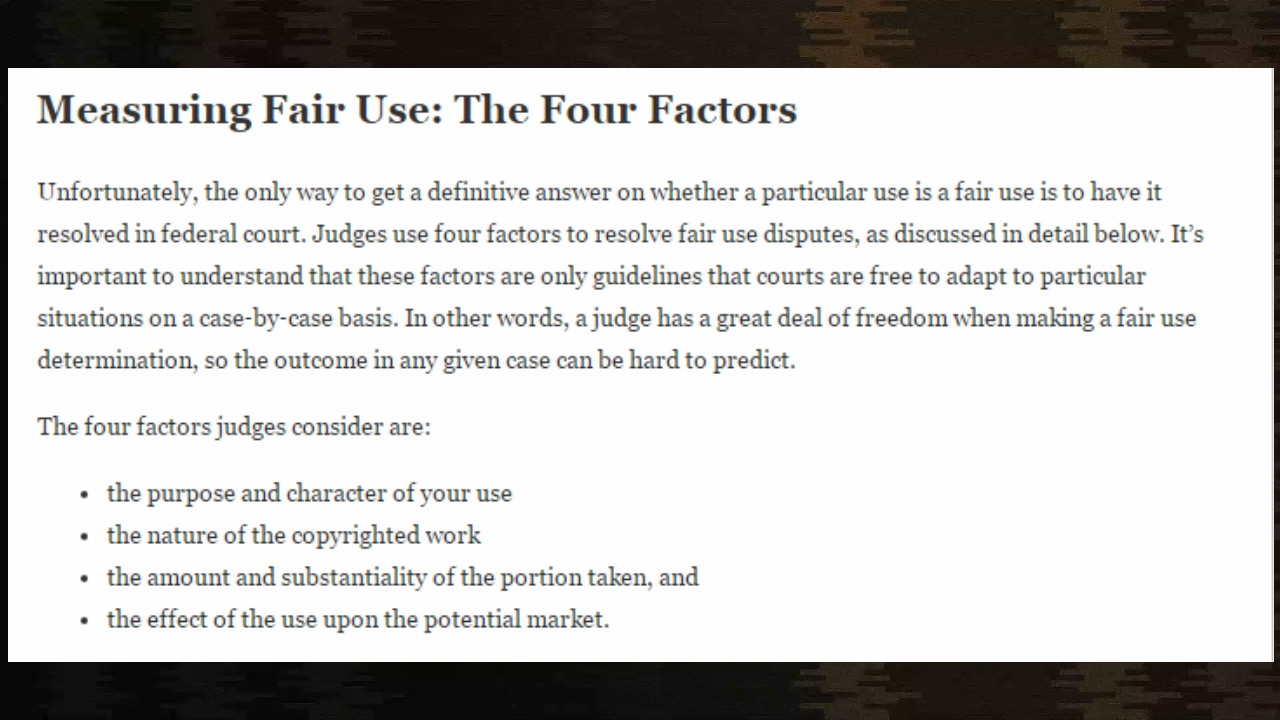 Measuring Fair Use: The Four Factors
Unfortunately, the only way to get a definitive answer on whether a particular use is a fair use is to have it
resolved in federal court. Judges use four factors to resolve fair use disputes, as discussed in detail below. It’s
important to understand that these factors are only guidelines that courts are free to adapt to particular
situations on a case-by-case basis. In other words, a judge has a great deal of freedom when making a fair use
determination, so the outcome in any given case can be hard to predict.
The four factors judges consider are:
• the purpose and character of your use
• the nature of the copyrighted work
• the amount and substantiality of the portion taken, and
• the effect of the use upon the potential market.